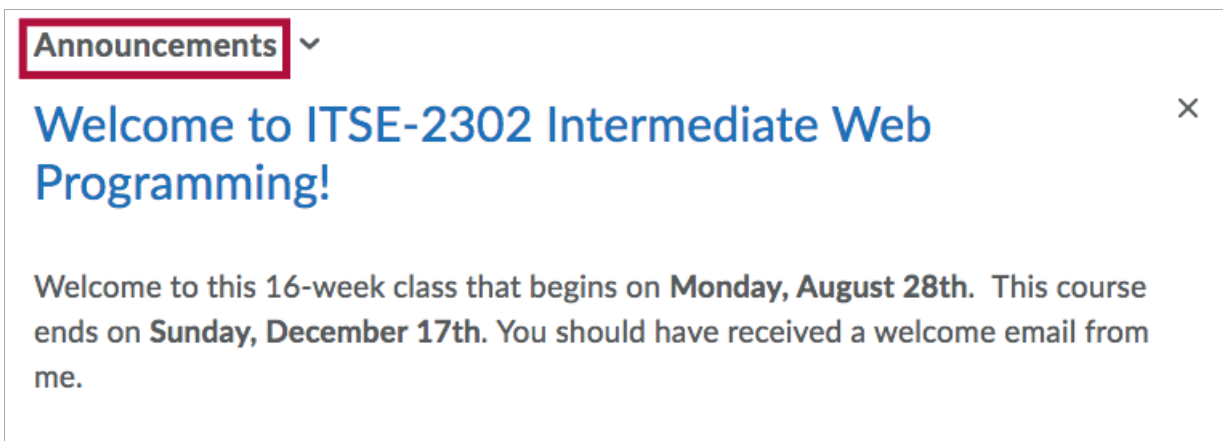 Announcements
Welcome to ITSE-2302 Intermediate Web
Programming!
Welcome to this 16-week class that begins on Monday, August 28th.  This course
ends on Sunday, December 17th. You should have received a welcome email from
me.